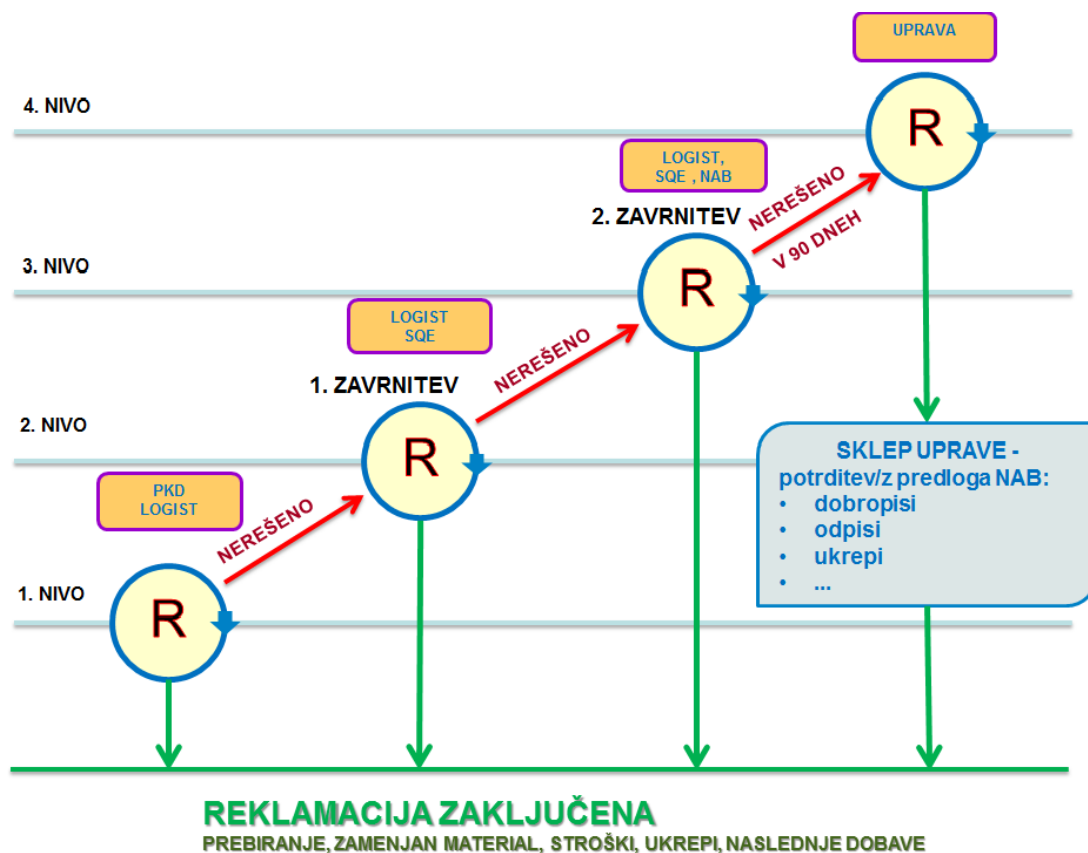 UPRAVA
4. NIVO
R
LOGIST,
SQE , NAB
NEREŠENO
V 90 DNEH
2. ZAVRNITEV
3. NIVO
R
LOGIST
SQE
NEREŠENO
1. ZAVRNITEV
2. NIVO
R
SKLEP UPRAVE -
potrditev/z predloga NAB:
• dobropisi
• odpisi
• ukrepi
• ...
PKD
LOGIST
NEREŠENO
1. NIVO
R
REKLAMACIJA ZAKLJUČENA
PREBIRANJE, ZAMENJAN MATERIAL, STROŠKI, UKREPI, NASLEDNJE DOBAVE